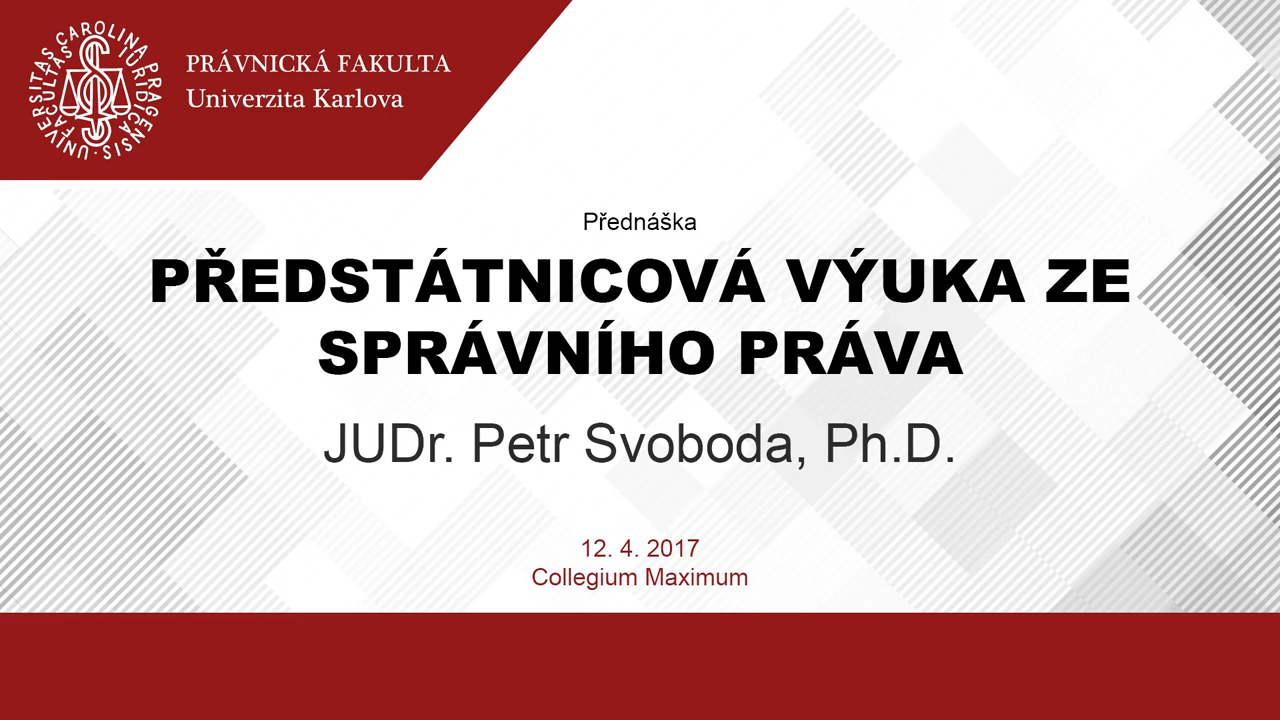 UNIVERSITAS CAROLINA PRAGENSIS ·
FACULTAS IURIDICA
PRÁVNICKÁ FAKULTA
Univerzita Karlova
Přednáška
PŘEDSTÁTNICOVÁ VÝUKA ZE
SPRÁVNÍHO PRÁVA
JUDr. Petr Svoboda, Ph.D.
12. 4. 2017
Collegium Maximum